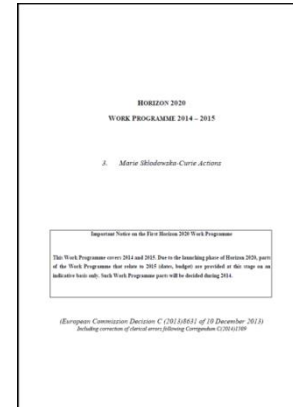 HORIZON 2020
WORK PROGRAMME 2014 – 2015
3. Marie Skłodowska-Curie Actions
Important Notice on the First Horizon 2020 Work Programme
This Work Programme covers 2014 and 2015. Due to the launching phase of Horizon 2020, parts
of the Work Programme that relate to 2015 (dates, budget) are provided at this stage on an
indicative basis only. Such Work Programme parts will be decided during 2014.
(European Commission Decision C (2013)8631 of 10 December 2013)
Including correction of clerical errors following Corrigendum C(2014)1509